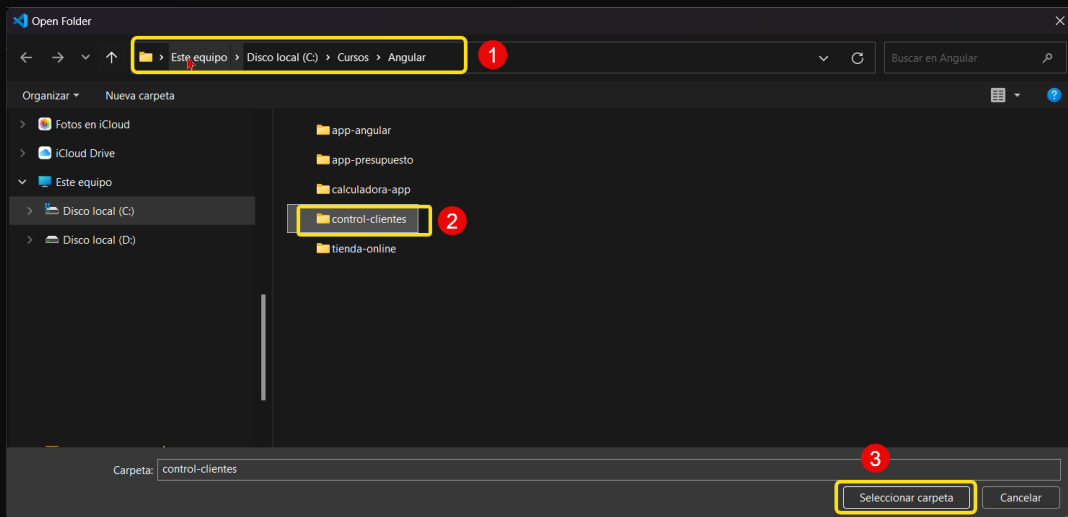 Open Folder
Este equipo > Disco local (C:) > Cursos > Angular
1
Buscar en Angular
Organizar
Nueva carpeta
?
Fotos en iCloud
iCloud Drive
Este equipo
Disco local (C:)
Disco local (D:)
app-angular
app-presupuesto
calculadora-app
control-clientes
2
tienda-online
Carpeta: control-clientes
3
Seleccionar carpeta
Cancelar